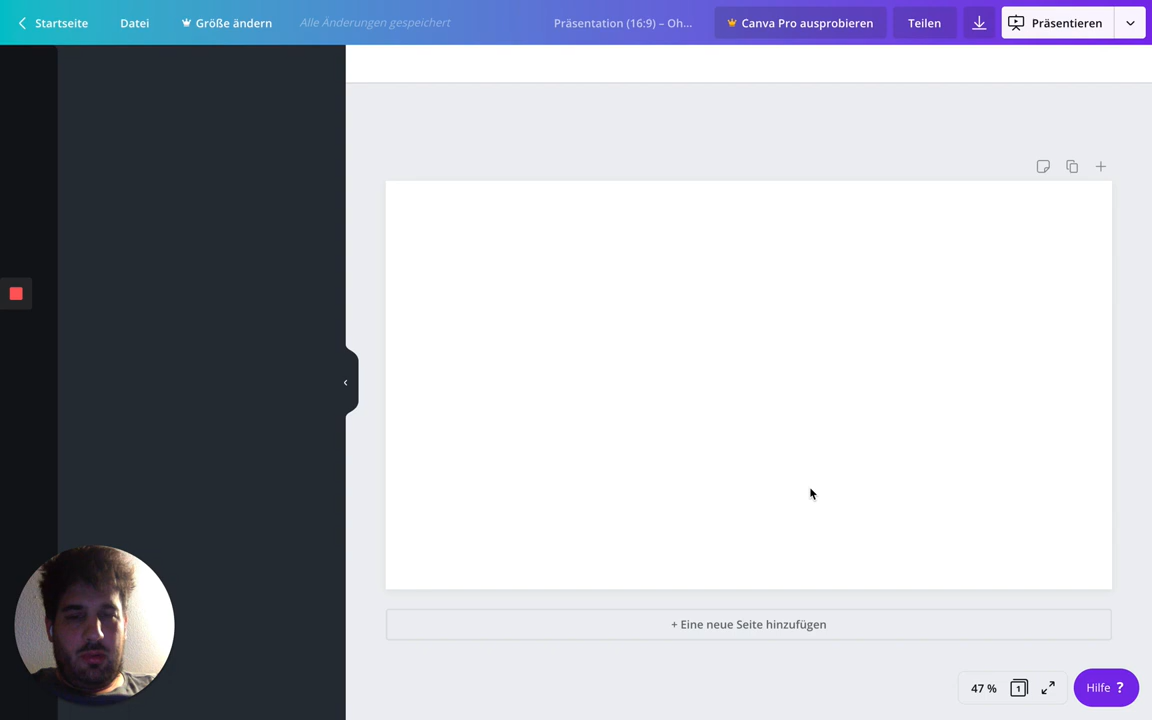 Startseite
Datei
Größe ändern
Alle Änderungen gespeichert
Präsentation (16:9) – Oh...
Canva Pro ausprobieren
Teilen
Präsentieren
+ Eine neue Seite hinzufügen
47 %
1
Hilfe ?